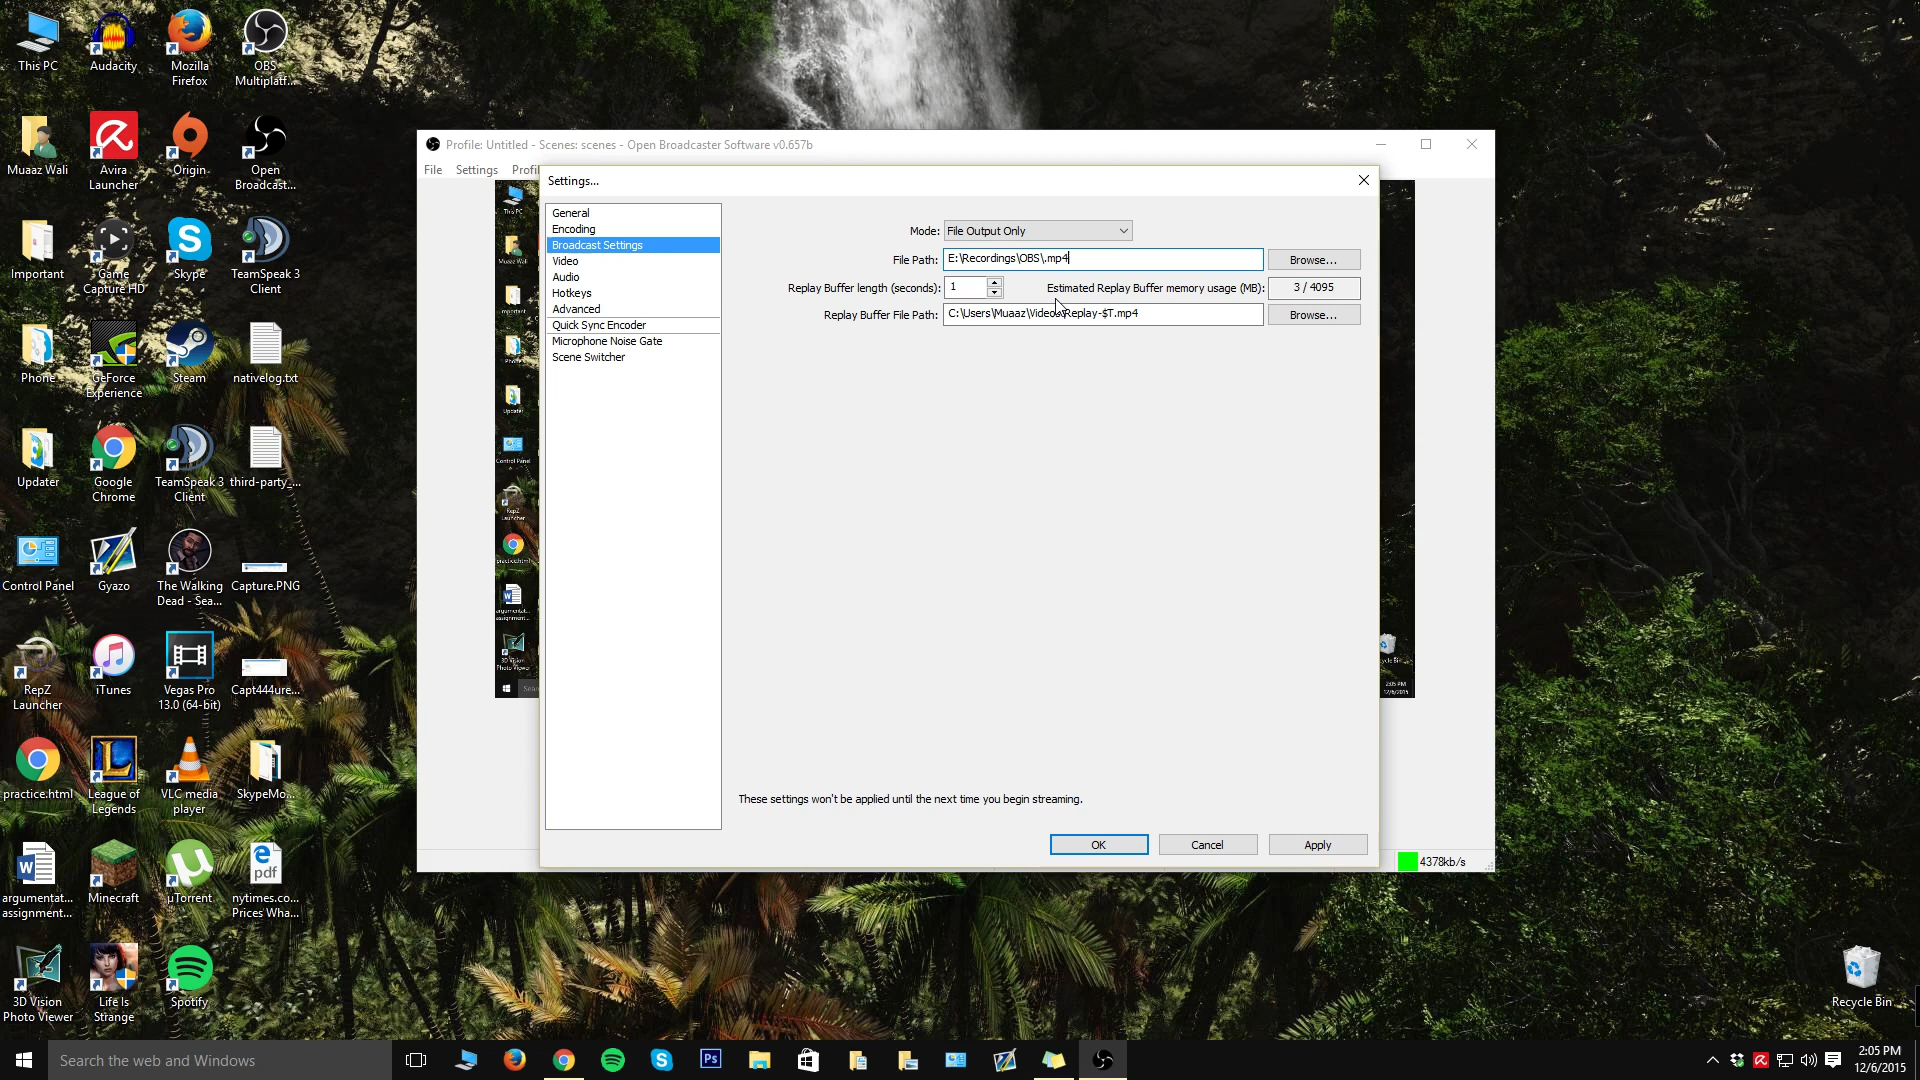 This PC
Audacity
Mozilla
Firefox
OBS
Multiplatf...
Muaaz Wali
Avira
Launcher
Origin
Open
Broadcast...
Important
Game
Capture HD
Skype
TeamSpeak 3
Client
Phone
GeForce
Experience
Steam
nativelog.txt
Updater
Google
Chrome
TeamSpeak 3
Client
third-party_...
Control Panel
Gyazo
The Walking
Dead - Sea...
Capture.PNG
RepZ
Launcher
iTunes
Vegas Pro
13.0 (64-bit)
Capt444ure...
practice.html
League of
Legends
VLC media
player
SkypeMo...
argumentat...
assignment...
Minecraft
µTorrent
nytimes.co...
Prices Wha...
3D Vision
Photo Viewer
Life Is
Strange
Spotify
Profile: Untitled - Scenes: scenes - Open Broadcaster Software v0.657b
File Settings Profil
Settings...
General
Encoding
Broadcast Settings
Video
Audio
Hotkeys
Advanced
Quick Sync Encoder
Microphone Noise Gate
Scene Switcher
Mode: File Output Only
File Path: E:\Recordings\OBS\.mp4 Browse...
Replay Buffer length (seconds): 1 Estimated Replay Buffer memory usage (MB): 3 / 4095
Replay Buffer File Path: C:\Users\Muaaz\Videos\Replay-$T.mp4 Browse...
These settings won't be applied until the next time you begin streaming.
OK Cancel Apply
4378kb/s
Recycle Bin
Search the web and Windows
2:05 PM
12/6/2015